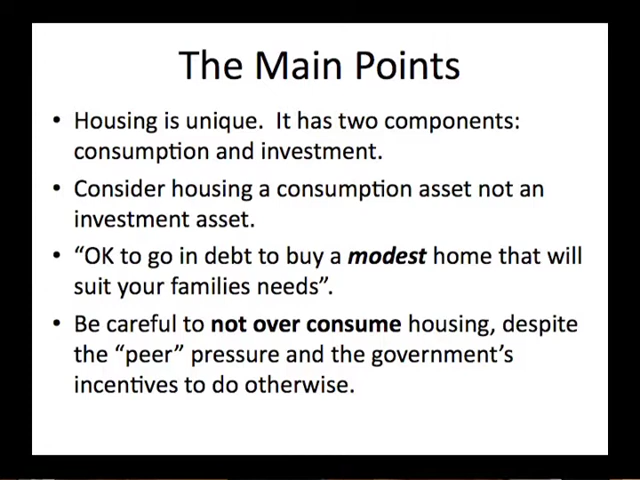 The Main Points
• Housing is unique.  It has two components:
consumption and investment.
• Consider housing a consumption asset not an
investment asset.
• “OK to go in debt to buy a modest home that will
suit your families needs”.
• Be careful to not over consume housing, despite
the “peer” pressure and the government’s
incentives to do otherwise.